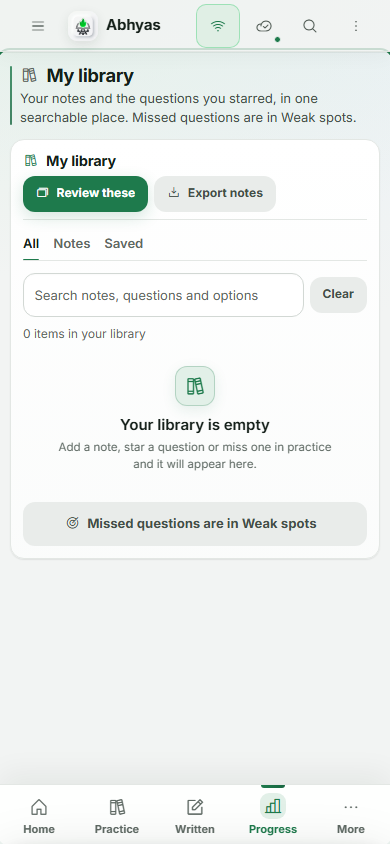 Abhyas
My library
Your notes and the questions you starred, in one
searchable place. Missed questions are in Weak spots.
My library
Review these
Export notes
All
Notes
Saved
Search notes, questions and options
Clear
0 items in your library
Your library is empty
Add a note, star a question or miss one in practice
and it will appear here.
Missed questions are in Weak spots
Home
Practice
Written
Progress
More